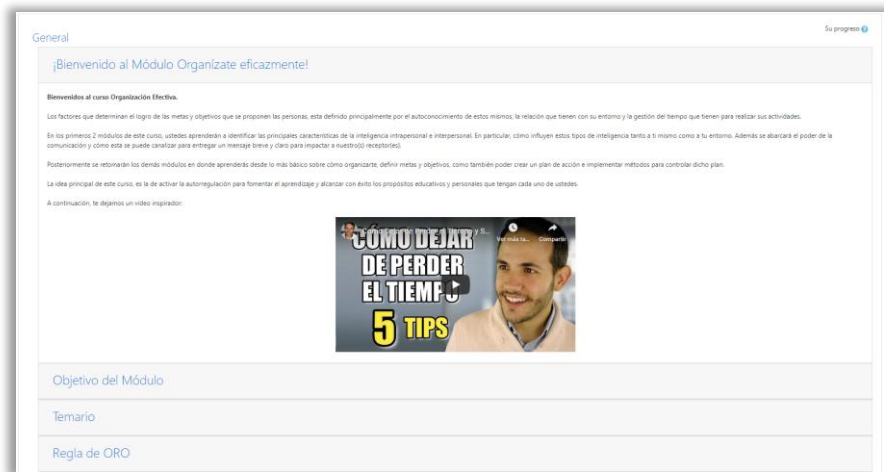 Su progreso
General
¡Bienvenido al Módulo Organízate eficazmente!
Bienvenidos al curso Organización Efectiva.
Los factores que determinan el logro de las metas y objetivos que se proponen las personas, esta definido principalmente por el autoconocimiento de estos mismos, la relación que tienen con su entorno y la gestión del tiempo que tienen para realizar sus actividades.
En los primeros 2 módulos de este curso, ustedes aprenderán a identificar las principales características de la inteligencia intrapersonal e interpersonal. En particular, cómo influyen estos tipos de inteligencia tanto a ti mismo como a tu entorno. Además se abarcará el poder de la
comunicación y cómo esta se puede canalizar para entregar un mensaje breve y claro para impactar a nuestro(s) receptor(es).
Posteriormente se retomarán los demás módulos en donde aprenderás desde lo más básico sobre cómo organizarte, definir metas y objetivos, como también poder crear un plan de acción e implementar métodos para controlar dicho plan.
La idea principal de este curso, es la de activar la autorregulación para fomentar el aprendizaje y alcanzar con éxito los propósitos educativos y personales que tengan cada uno de ustedes.
A continuación, te dejamos un video inspirador:
Cómo Dejar de Perder el Tiempo y S...
Ver más ta...
Compartir
CÓMO DEJAR
DE PERDER
EL TIEMPO
5 TIPS
Objetivo del Módulo
Temario
Regla de ORO